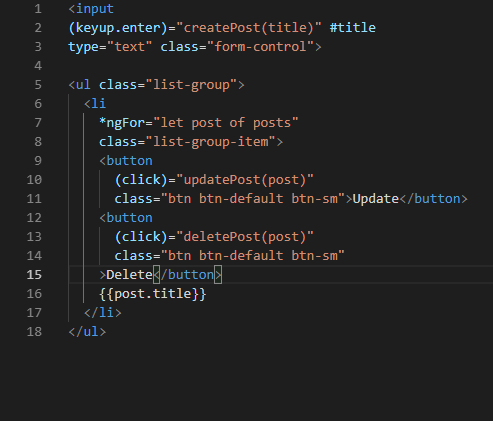 1 <input
2 (keyup.enter)="createPost(title)" #title
3 type="text" class="form-control">
4
5 <ul class="list-group">
6   <li
7     *ngFor="let post of posts"
8     class="list-group-item">
9     <button
10       (click)="updatePost(post)"
11       class="btn btn-default btn-sm">Update</button>
12     <button
13       (click)="deletePost(post)"
14       class="btn btn-default btn-sm"
15     >Delete</button>
16     {{post.title}}
17   </li>
18 </ul>